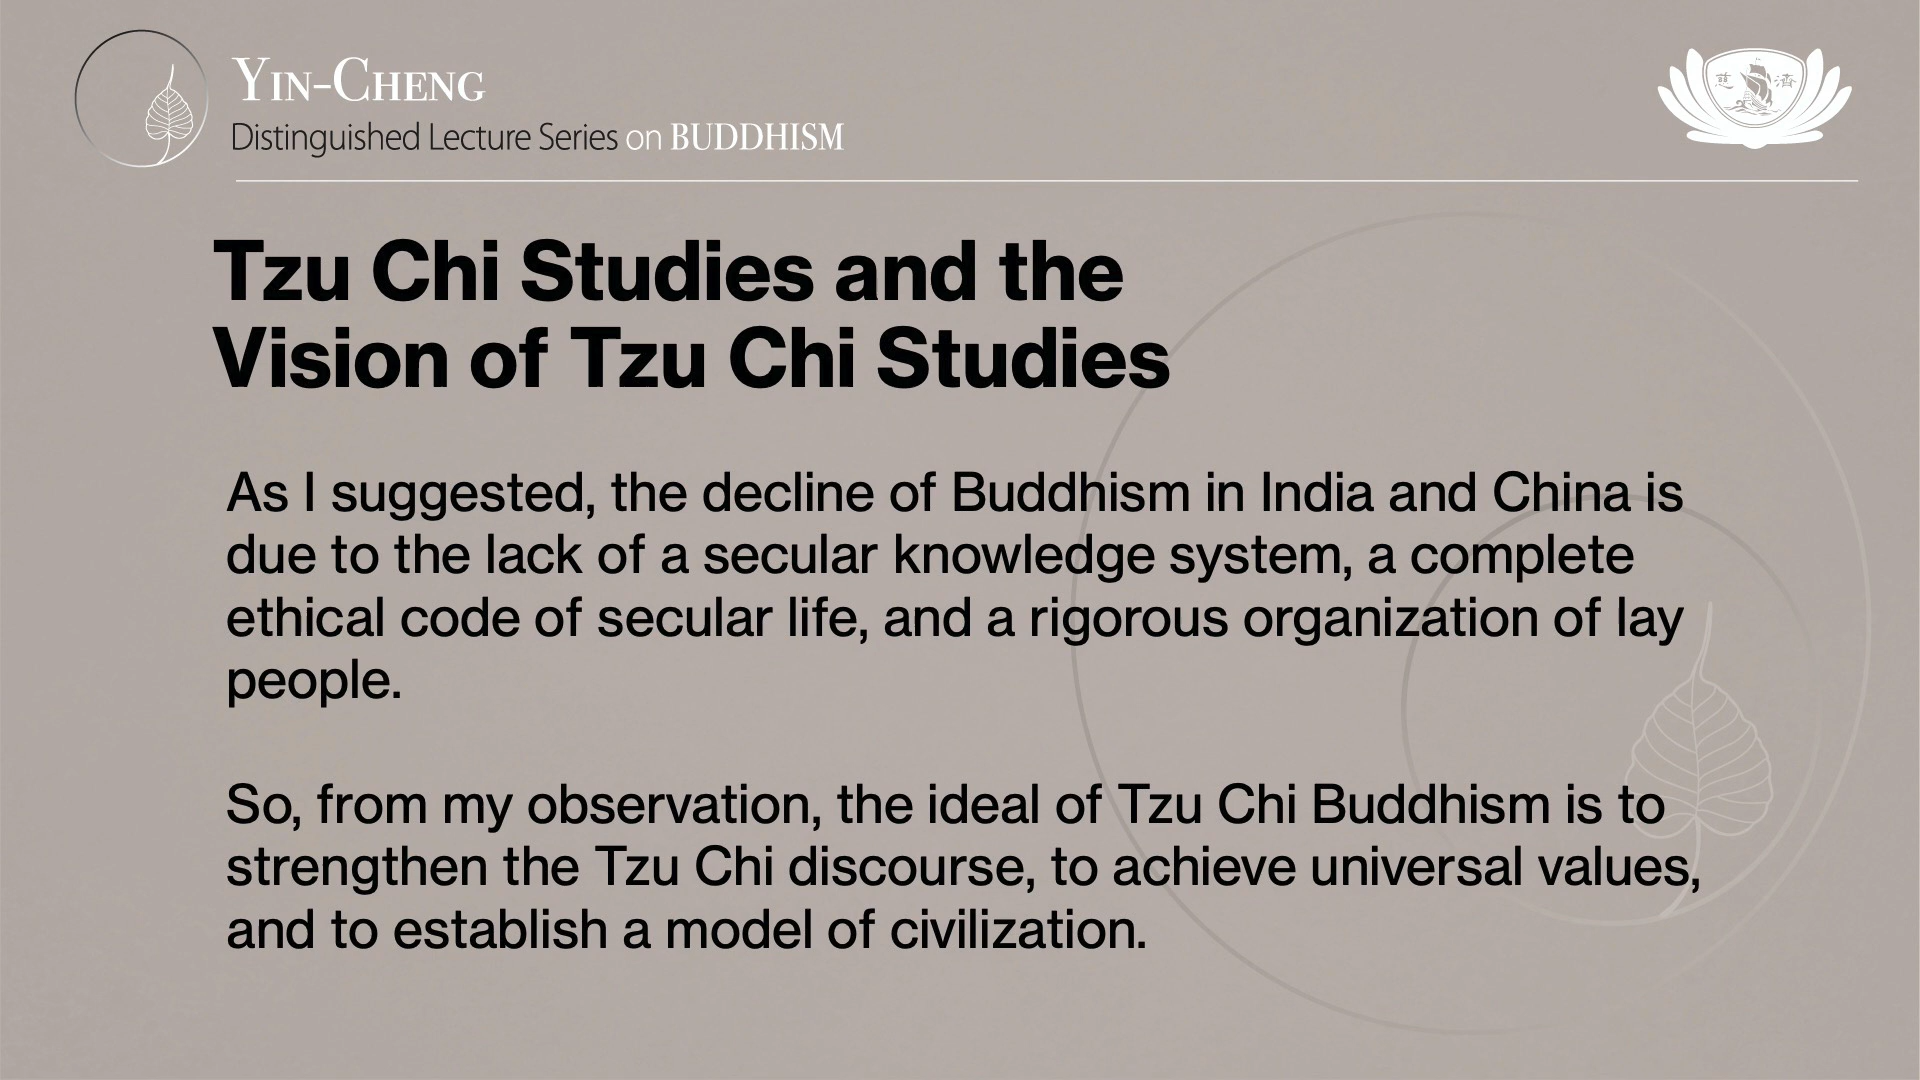 YIN-CHENG
Distinguished Lecture Series on BUDDHISM
慈 濟
Tzu Chi Studies and the
Vision of Tzu Chi Studies
As I suggested, the decline of Buddhism in India and China is
due to the lack of a secular knowledge system, a complete
ethical code of secular life, and a rigorous organization of lay
people.
So, from my observation, the ideal of Tzu Chi Buddhism is to
strengthen the Tzu Chi discourse, to achieve universal values,
and to establish a model of civilization.